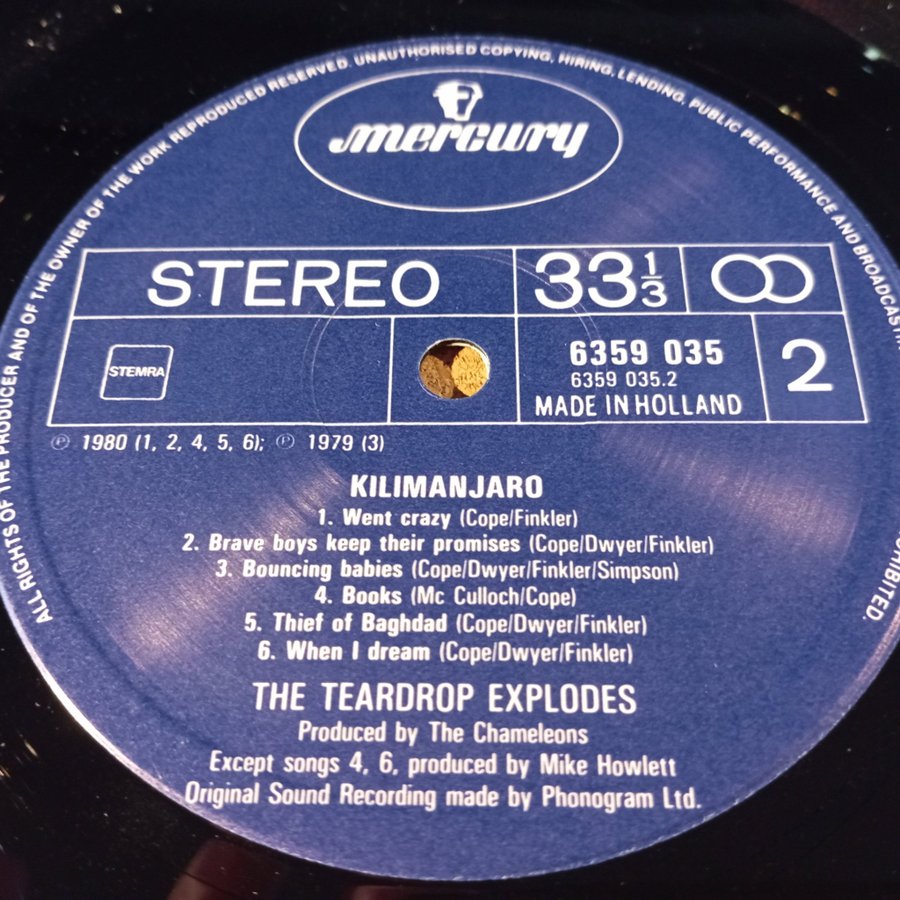 ALL RIGHTS OF THE PRODUCER AND OF THE OWNER OF THE WORK REPRODUCED RESERVED. UNAUTHORISED COPYING, HIRING, LENDING, PUBLIC PERFORMANCE AND BROADCASTIN
HIBITED.
mercury
STEREO
33 1/3
STEMRA
6359 035
6359 035.2
MADE IN HOLLAND
2
℗ 1980 (1, 2, 4, 5, 6); ℗ 1979 (3)
KILIMANJARO
1. Went crazy (Cope/Finkler)
2. Brave boys keep their promises (Cope/Dwyer/Finkler)
3. Bouncing babies (Cope/Dwyer/Finkler/Simpson)
4. Books (Mc Culloch/Cope)
5. Thief of Baghdad (Cope/Dwyer/Finkler)
6. When I dream (Cope/Dwyer/Finkler)
THE TEARDROP EXPLODES
Produced by The Chameleons
Except songs 4, 6, produced by Mike Howlett
Original Sound Recording made by Phonogram Ltd.